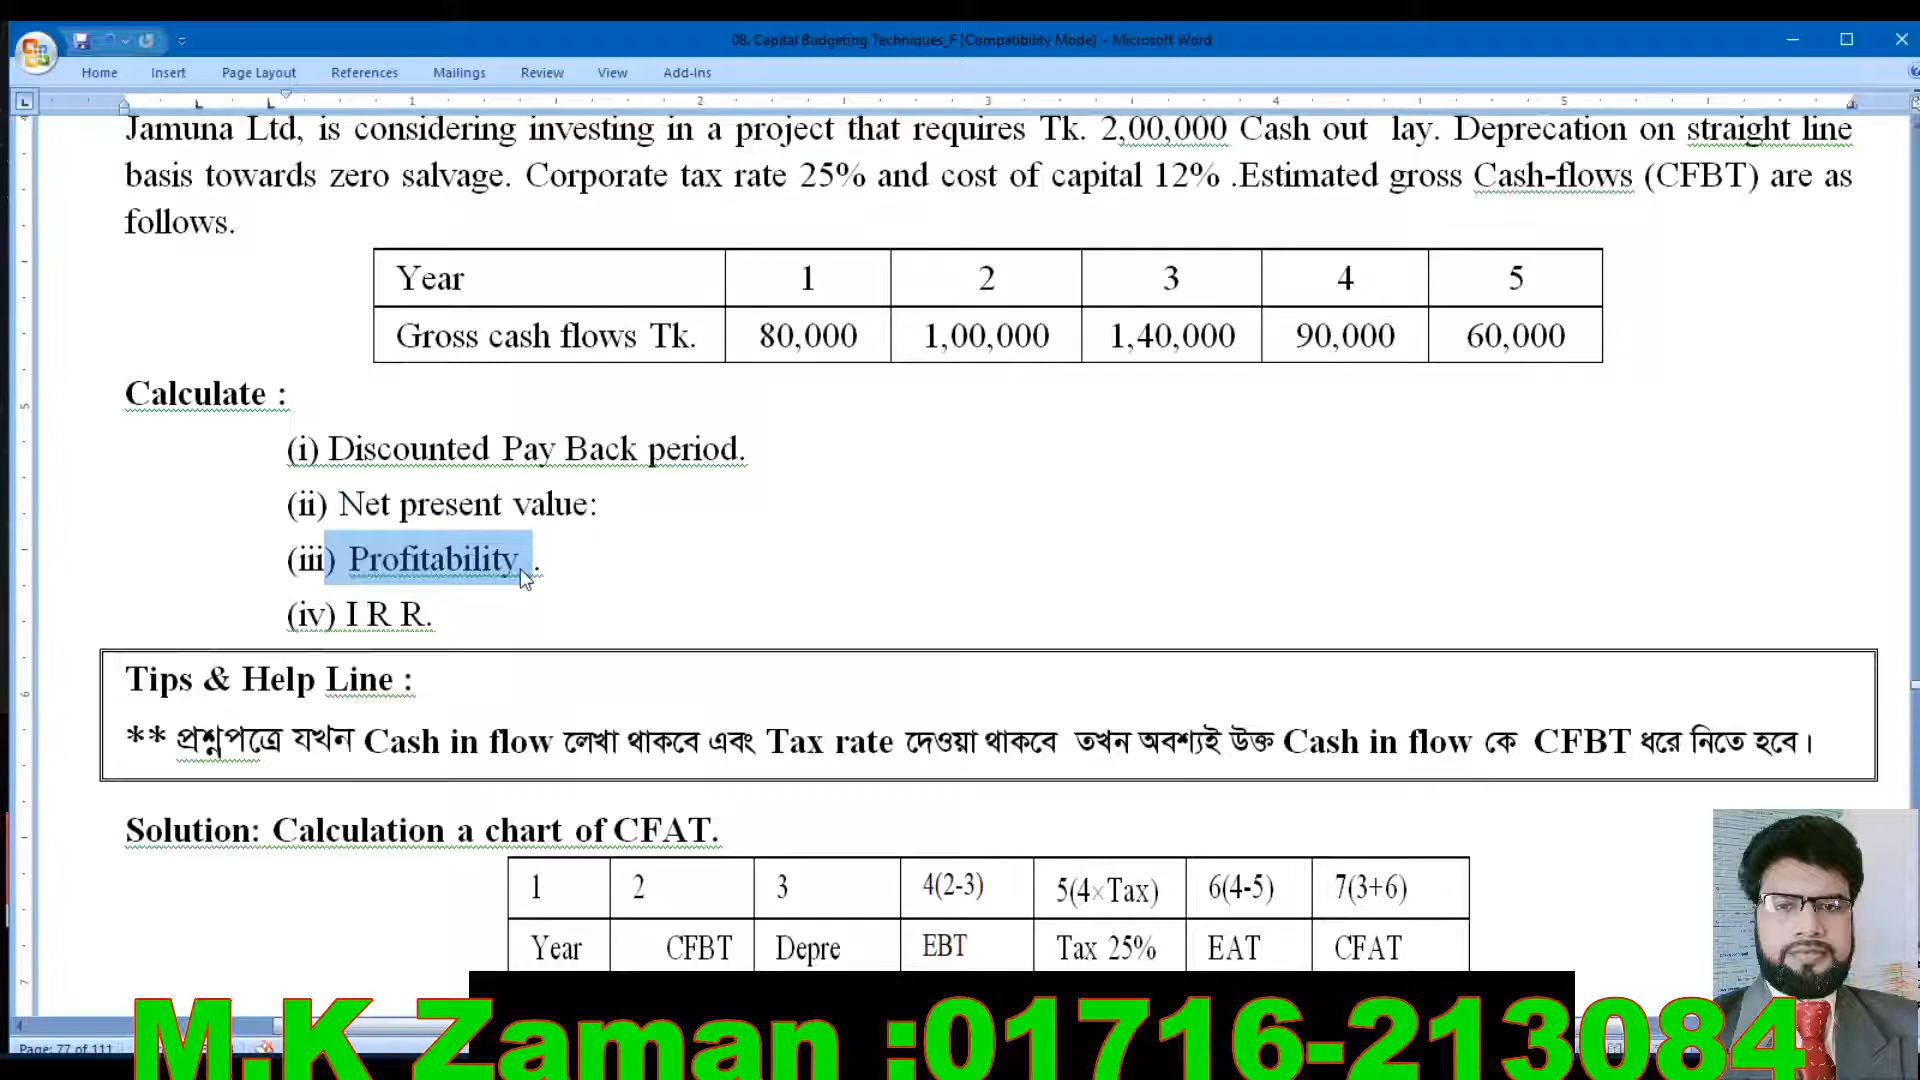 08. Capital Budgeting Techniques_F [Compatibility Mode] - Microsoft Word
Home Insert Page Layout References Mailings Review View Add-Ins
1 2 3 4 5
Jamuna Ltd, is considering investing in a project that requires Tk. 2,00,000 Cash out lay. Deprecation on straight line
basis towards zero salvage. Corporate tax rate 25% and cost of capital 12% .Estimated gross Cash-flows (CFBT) are as
follows.
Year 1 2 3 4 5
Gross cash flows Tk. 80,000 1,00,000 1,40,000 90,000 60,000
Calculate :
(i) Discounted Pay Back period.
(ii) Net present value:
(iii) Profitability .
(iv) I R R.
Tips & Help Line :
** প্রশ্নপত্রে যখন Cash in flow লেখা থাকবে এবং Tax rate দেওয়া থাকবে তখন অবশ্যই উক্ত Cash in flow কে CFBT ধরে নিতে হবে।
Solution: Calculation a chart of CFAT.
1 2 3 4(2-3) 5(4×Tax) 6(4-5) 7(3+6)
Year CFBT Depre EBT Tax 25% EAT CFAT
M.K Zaman :01716-213084
Page: 77 of 111